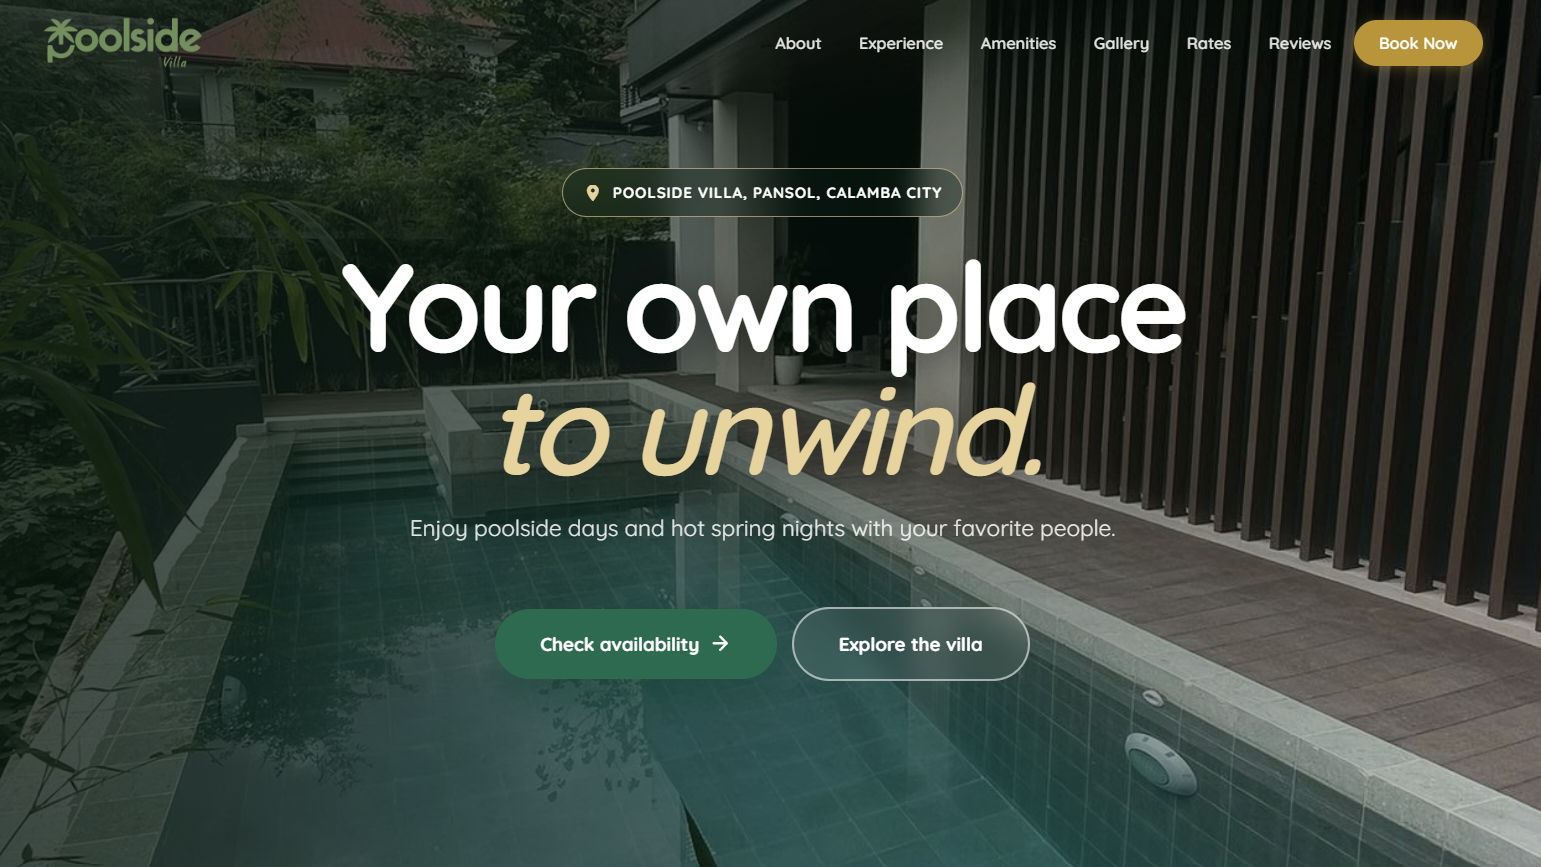 Poolside
Villa
About Experience Amenities Gallery Rates Reviews Book Now
POOLSIDE VILLA, PANSOL, CALAMBA CITY
Your own place
to unwind.
Enjoy poolside days and hot spring nights with your favorite people.
Check availability → Explore the villa